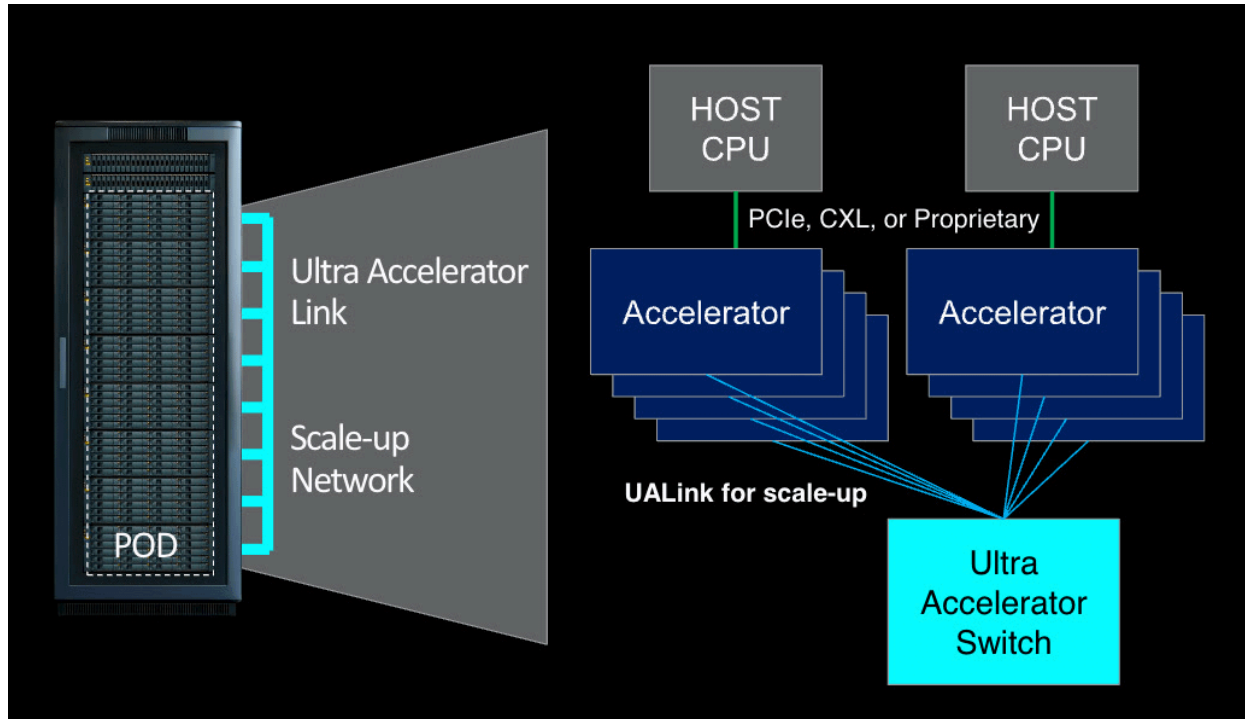 Ultra Accelerator
Link
Scale-up
Network
POD
HOST
CPU
HOST
CPU
PCIe, CXL, or Proprietary
Accelerator
Accelerator
UALink for scale-up
Ultra
Accelerator
Switch